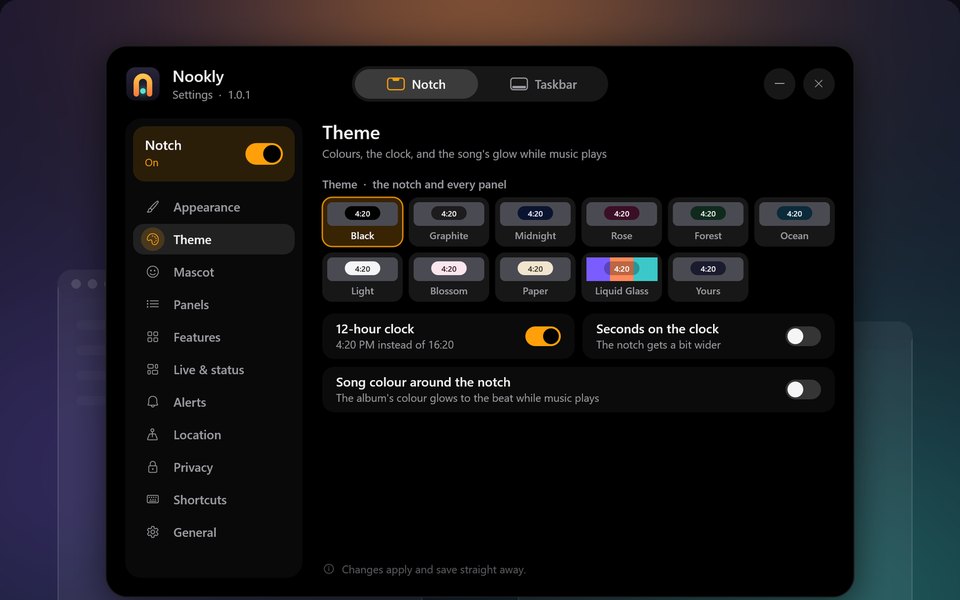 Nookly
Settings · 1.0.1
Notch
Taskbar
Notch
On
Appearance
Theme
Mascot
Panels
Features
Live & status
Alerts
Location
Privacy
Shortcuts
General
Theme
Colours, the clock, and the song's glow while music plays
Theme · the notch and every panel
4:20 4:20 4:20 4:20 4:20 4:20
Black Graphite Midnight Rose Forest Ocean
4:20 4:20 4:20 4:20 4:20
Light Blossom Paper Liquid Glass Yours
12-hour clock
4:20 PM instead of 16:20
Seconds on the clock
The notch gets a bit wider
Song colour around the notch
The album's colour glows to the beat while music plays
Changes apply and save straight away.